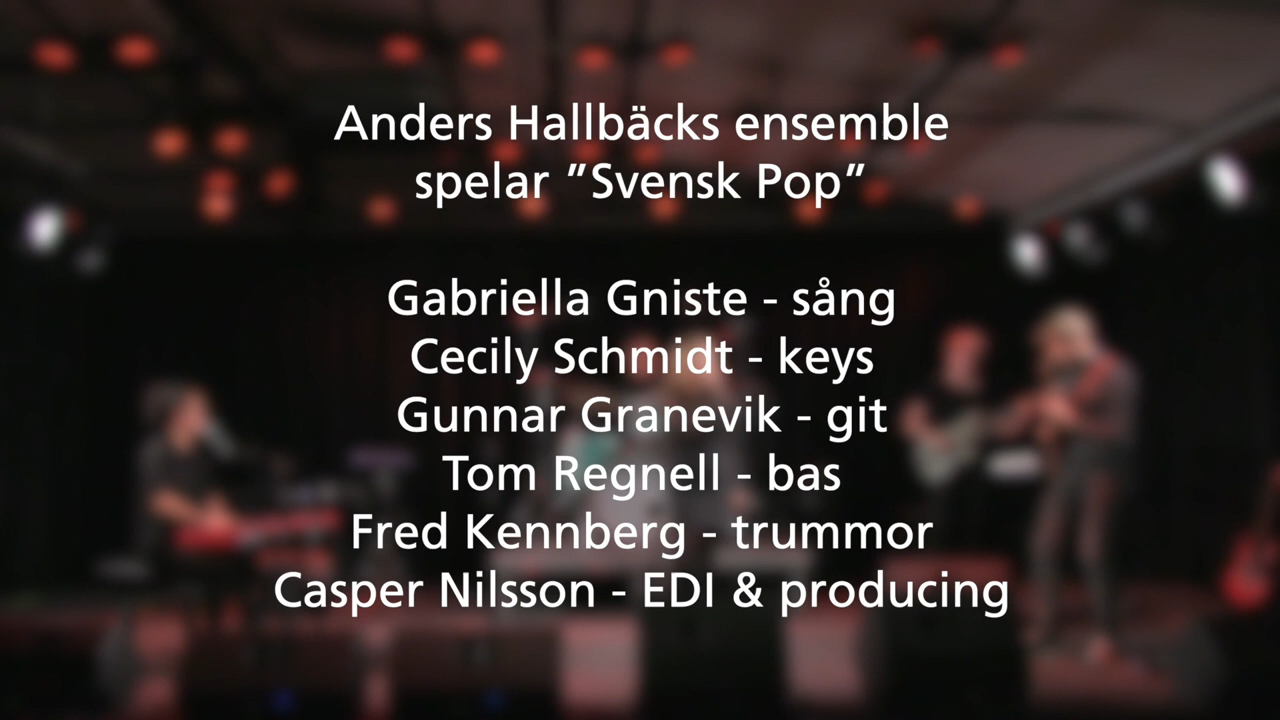 Anders Hallbäcks ensemble
spelar ”Svensk Pop”
Gabriella Gniste - sång
Cecily Schmidt - keys
Gunnar Granevik - git
Tom Regnell - bas
Fred Kennberg - trummor
Casper Nilsson - EDI & producing